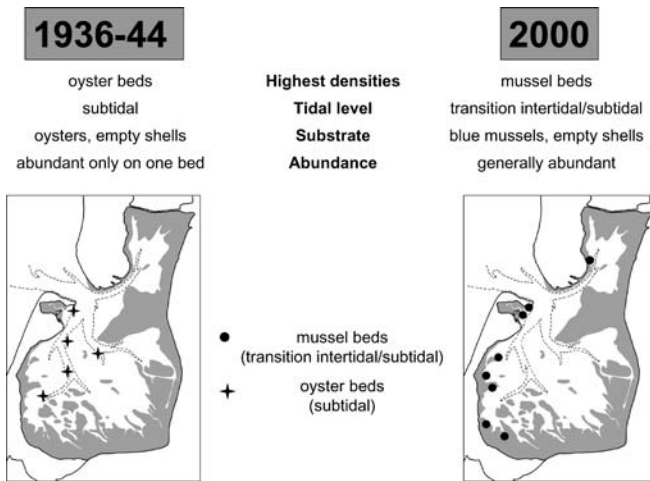 1936-44
2000
oyster beds Highest densities mussel beds
subtidal Tidal level transition intertidal/subtidal
oysters, empty shells Substrate blue mussels, empty shells
abundant only on one bed Abundance generally abundant
mussel beds
(transition intertidal/subtidal)
oyster beds
(subtidal)